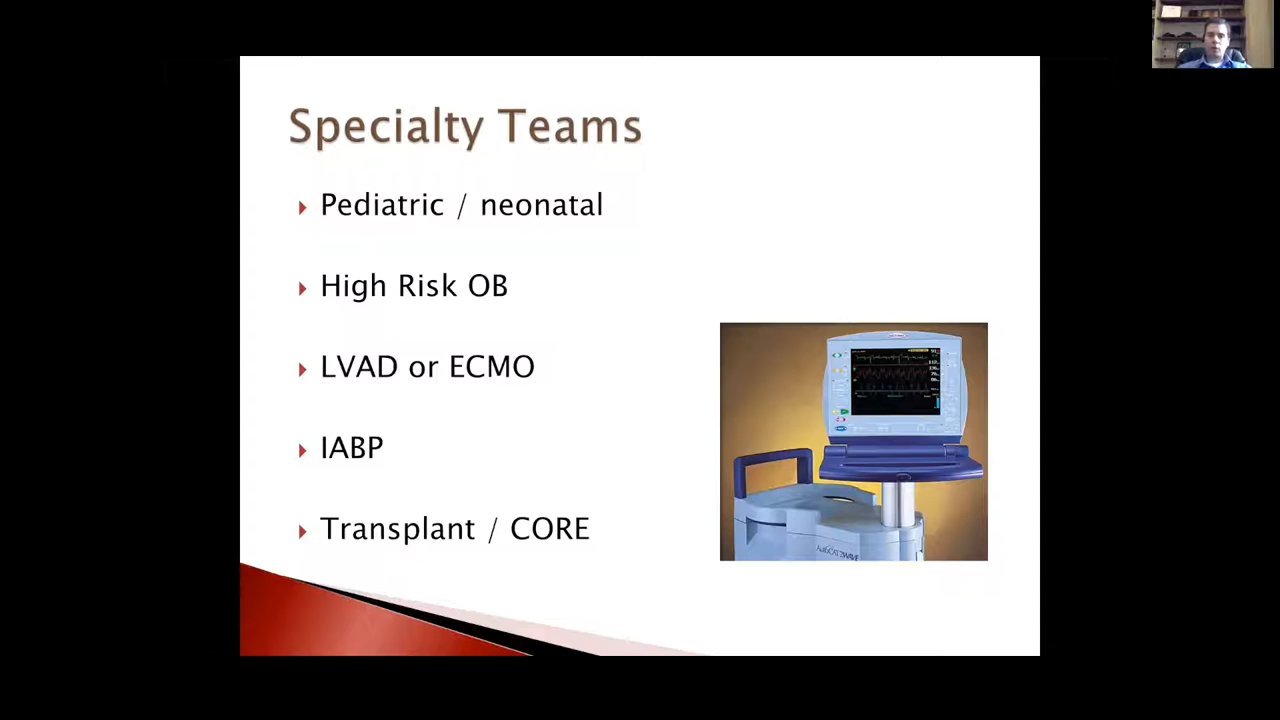 Specialty Teams
Pediatric / neonatal
High Risk OB
LVAD or ECMO
IABP
Transplant / CORE